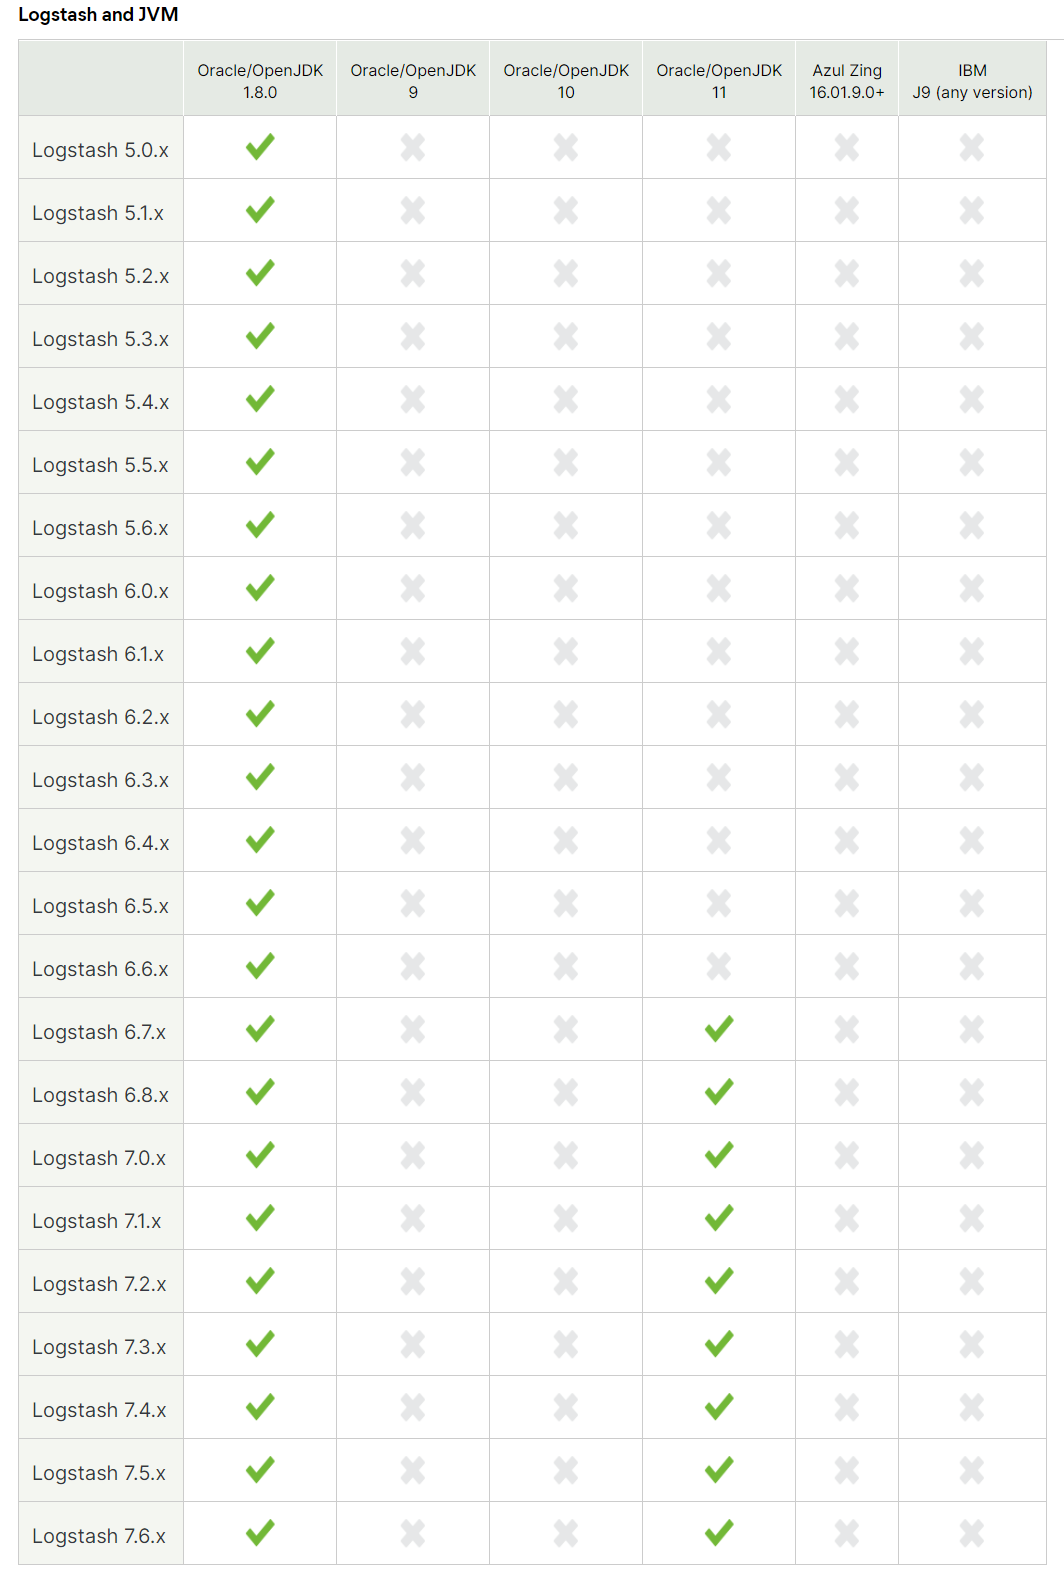 Logstash and JVM
Oracle/OpenJDK 1.8.0
Oracle/OpenJDK 9
Oracle/OpenJDK 10
Oracle/OpenJDK 11
Azul Zing 16.01.9.0+
IBM J9 (any version)
Logstash 5.0.x
Logstash 5.1.x
Logstash 5.2.x
Logstash 5.3.x
Logstash 5.4.x
Logstash 5.5.x
Logstash 5.6.x
Logstash 6.0.x
Logstash 6.1.x
Logstash 6.2.x
Logstash 6.3.x
Logstash 6.4.x
Logstash 6.5.x
Logstash 6.6.x
Logstash 6.7.x
Logstash 6.8.x
Logstash 7.0.x
Logstash 7.1.x
Logstash 7.2.x
Logstash 7.3.x
Logstash 7.4.x
Logstash 7.5.x
Logstash 7.6.x